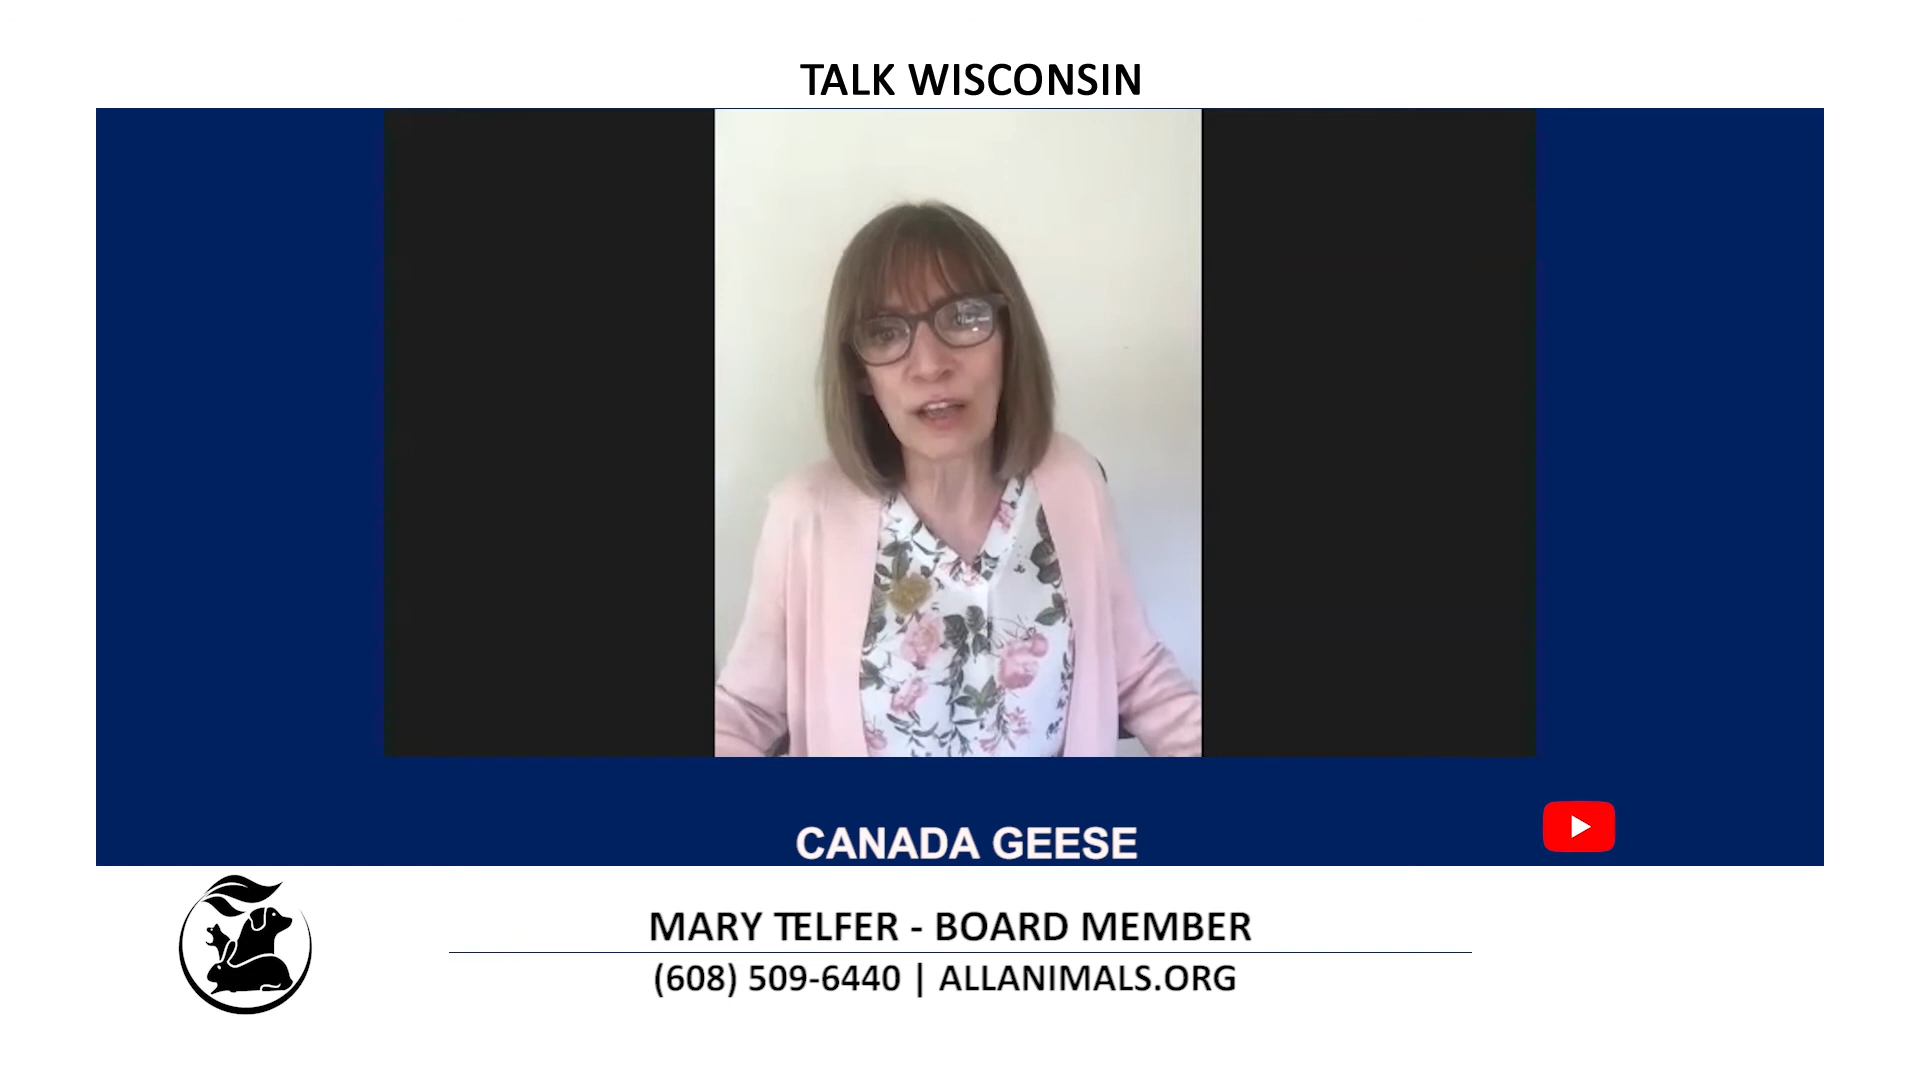 TALK WISCONSIN
CANADA GEESE
MARY TELFER - BOARD MEMBER
(608) 509-6440 | ALLANIMALS.ORG